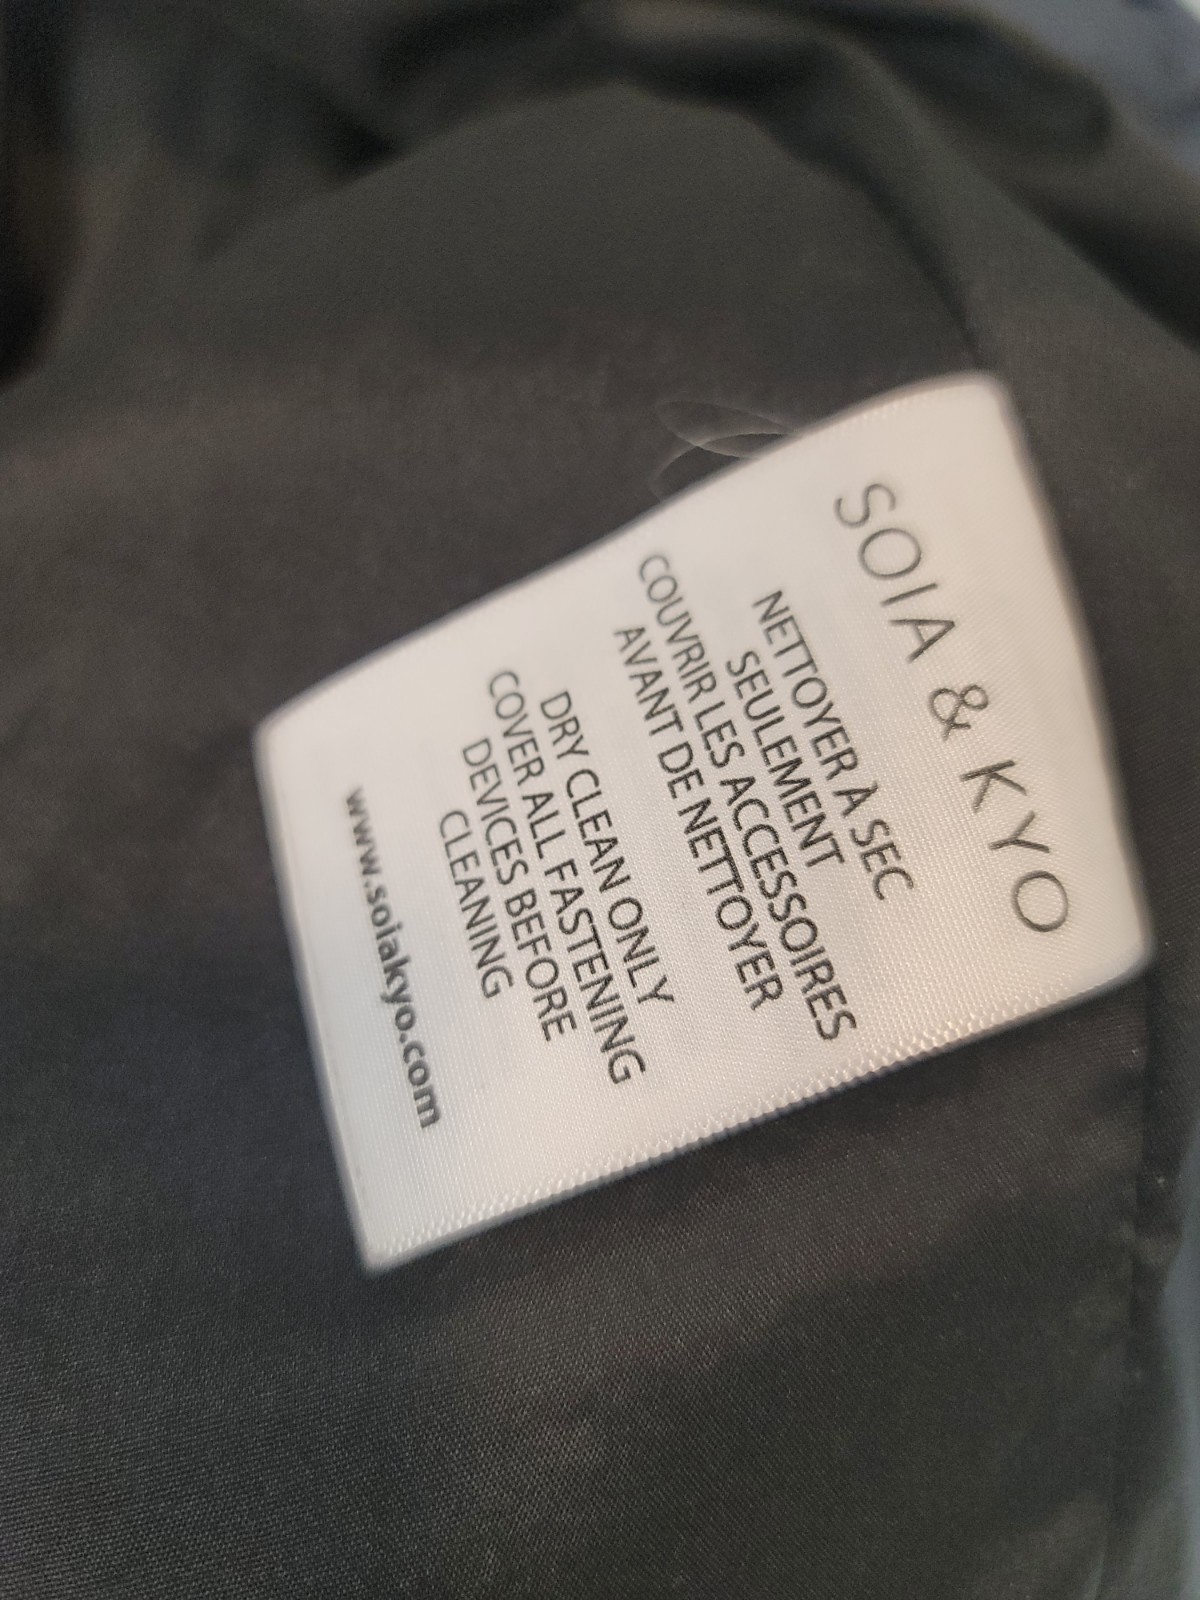 SOIA & KYO
NETTOYER À SEC
SEULEMENT
COUVRIR LES ACCESSOIRES
AVANT DE NETTOYER
DRY CLEAN ONLY
COVER ALL FASTENING
DEVICES BEFORE
CLEANING
www.soiakyo.com